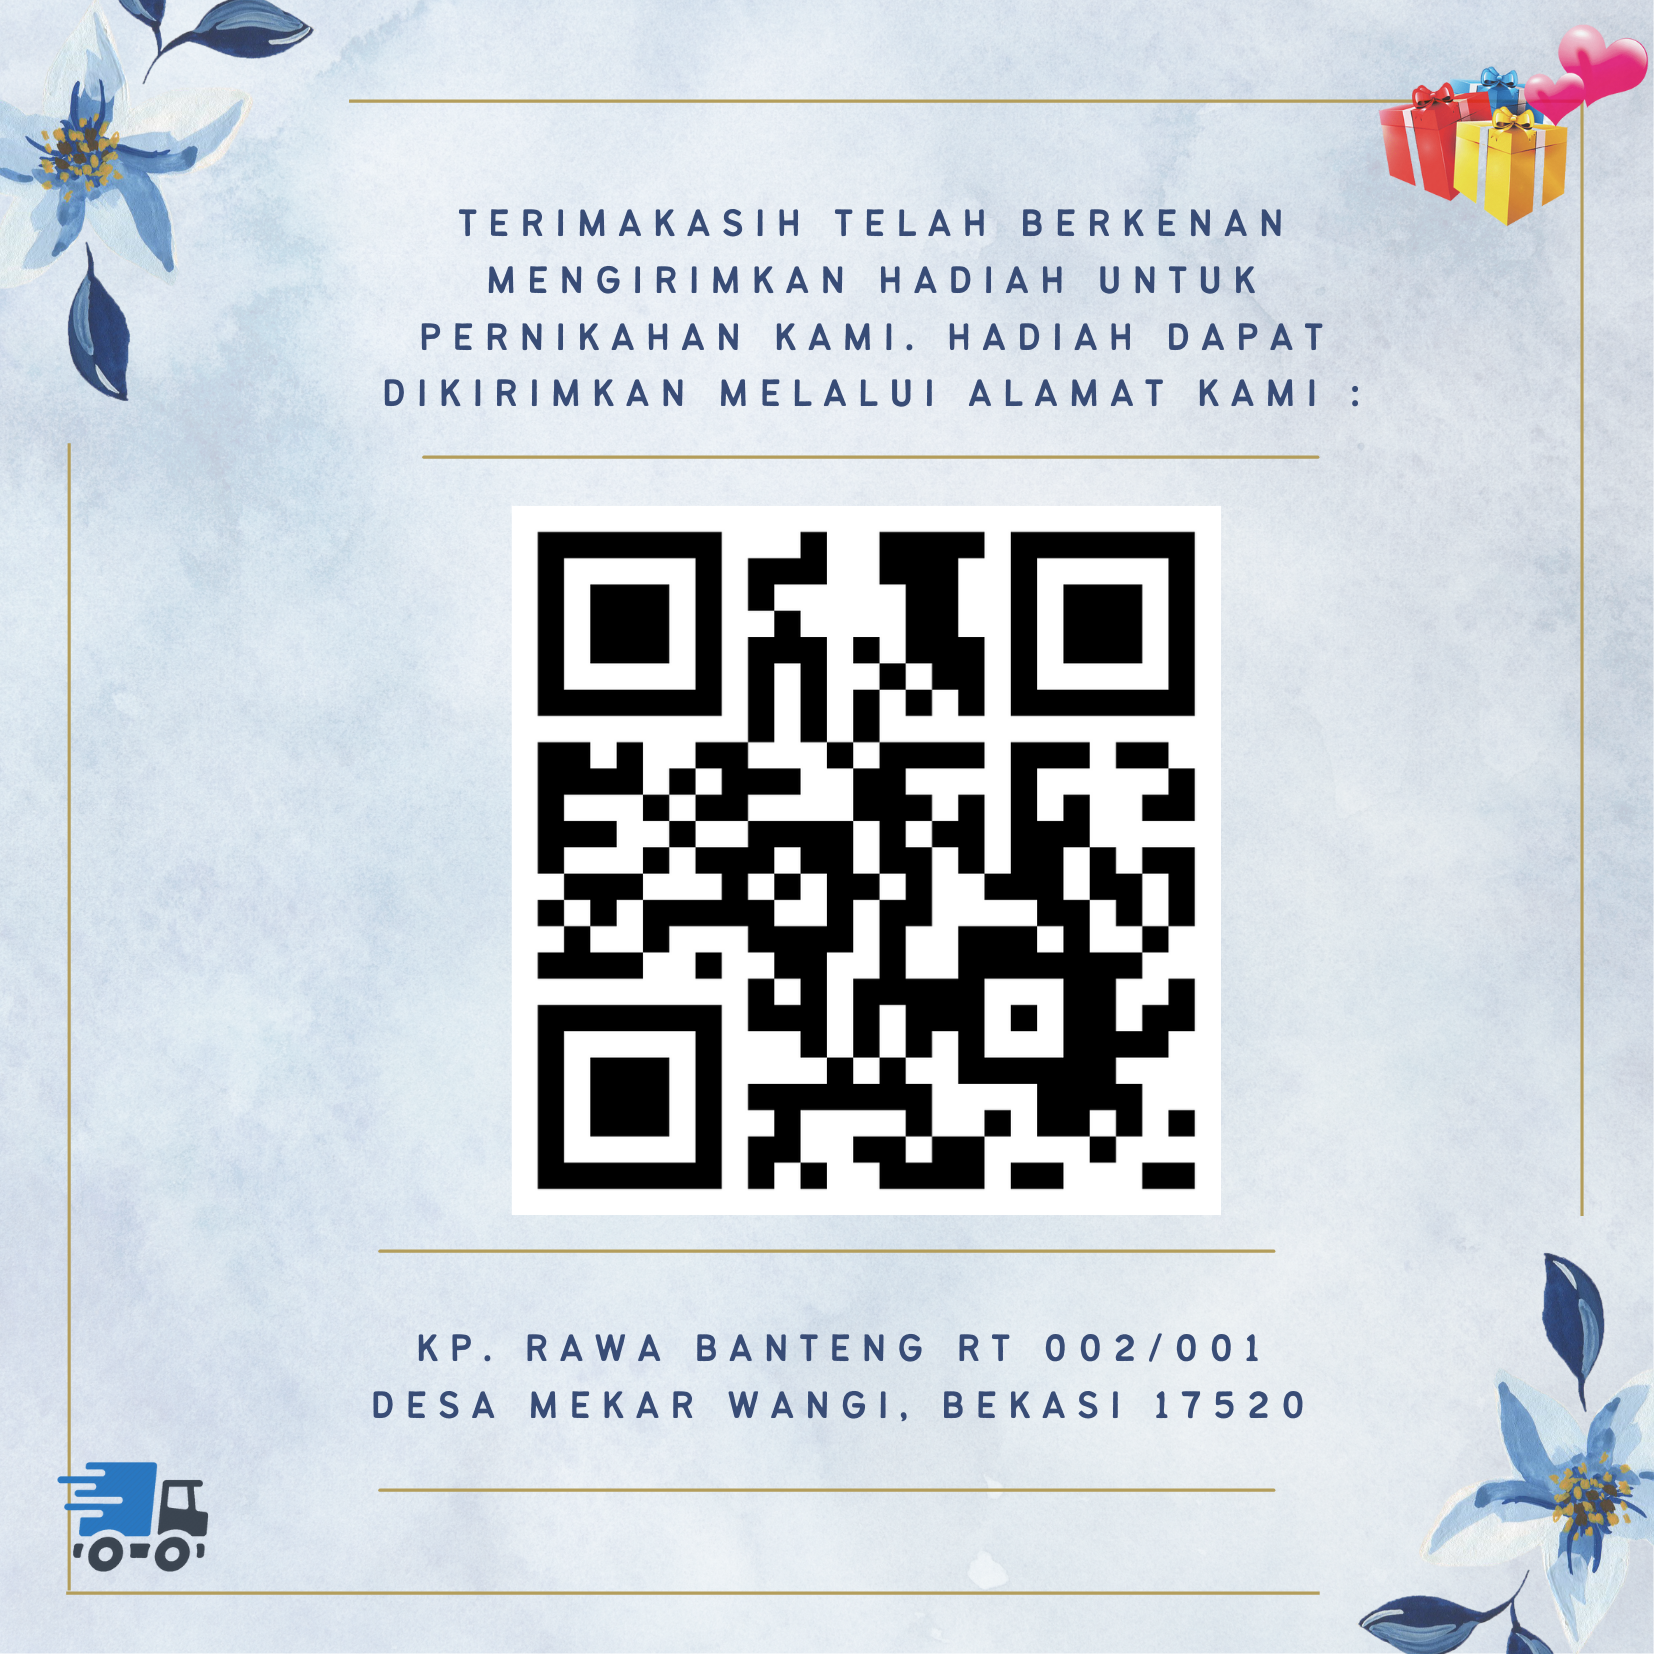 TERIMAKASIH TELAH BERKENAN
MENGIRIMKAN HADIAH UNTUK
PERNIKAHAN KAMI. HADIAH DAPAT
DIKIRIMKAN MELALUI ALAMAT KAMI :
KP. RAWA BANTENG RT 002/001
DESA MEKAR WANGI, BEKASI 17520